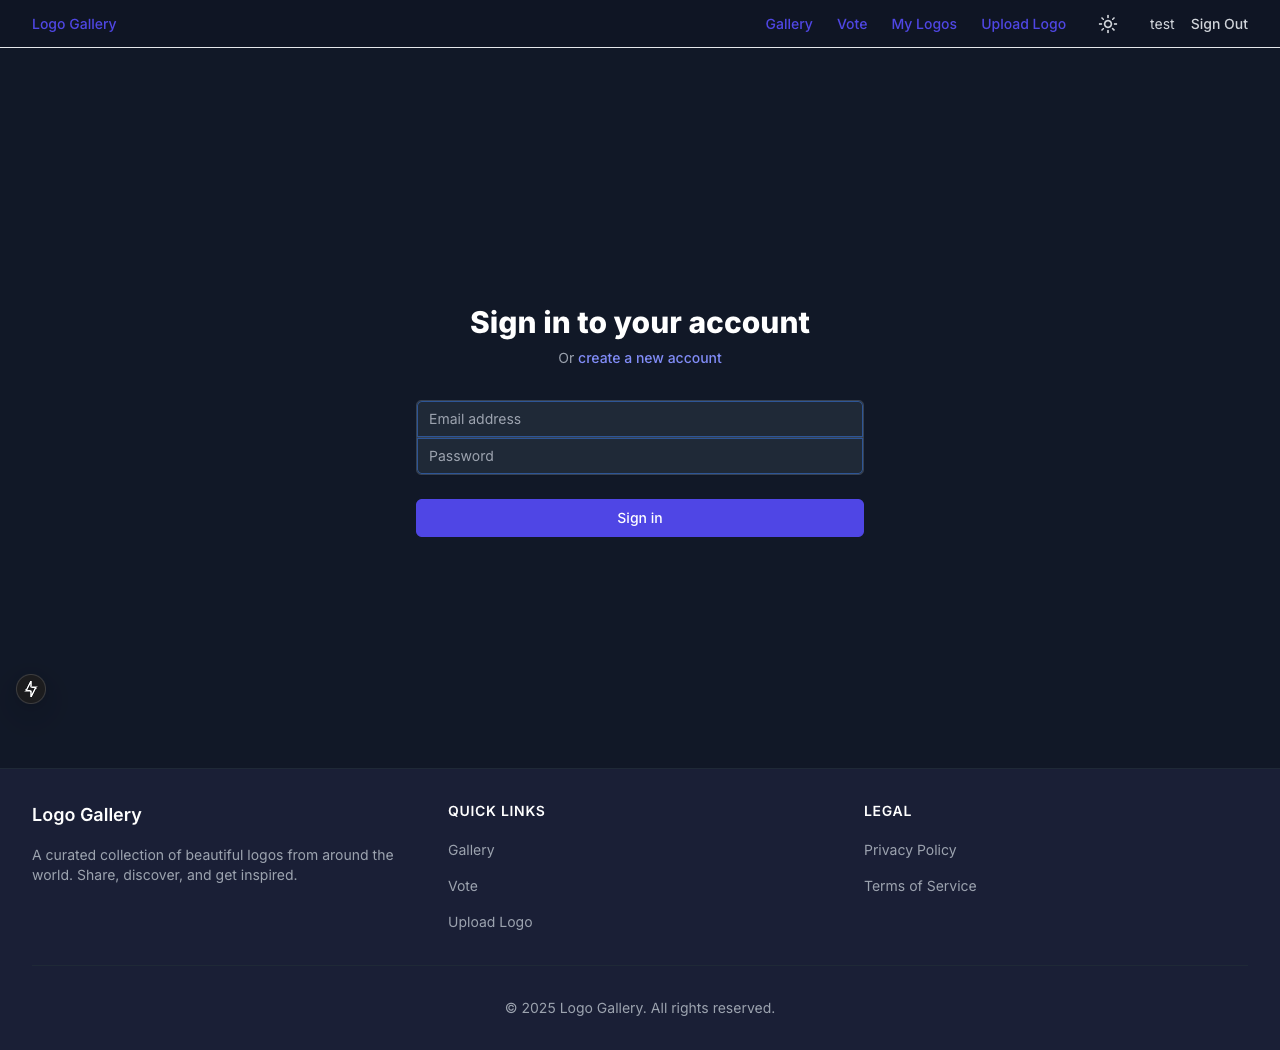 Logo Gallery
Gallery Vote My Logos Upload Logo test Sign Out
Sign in to your account
Or create a new account
Email address
Password
Sign in
Logo Gallery
A curated collection of beautiful logos from around the
world. Share, discover, and get inspired.
QUICK LINKS
Gallery
Vote
Upload Logo
LEGAL
Privacy Policy
Terms of Service
© 2025 Logo Gallery. All rights reserved.